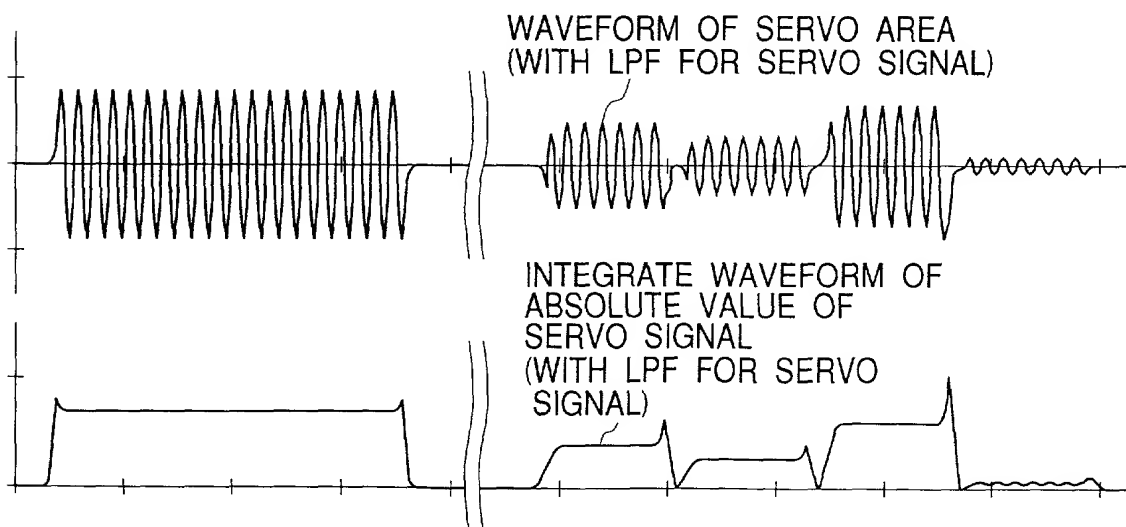 WAVEFORM OF SERVO AREA
(WITH LPF FOR SERVO SIGNAL)
INTEGRATE WAVEFORM OF
ABSOLUTE VALUE OF
SERVO SIGNAL
(WITH LPF FOR SERVO
SIGNAL)